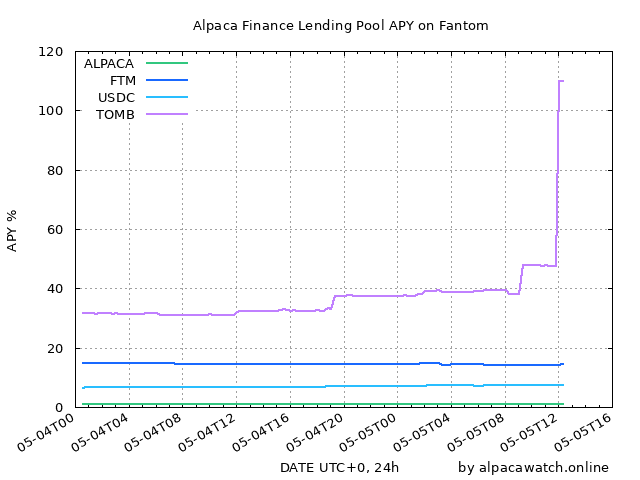 Alpaca Finance Lending Pool APY on Fantom
120
100
80
60
40
20
0
APY %
ALPACA
FTM
USDC
TOMB
05-04T00
05-04T04
05-04T08
05-04T12
05-04T16
05-04T20
05-05T00
05-05T04
05-05T08
05-05T12
05-05T16
DATE UTC+0, 24h
by alpacawatch.online